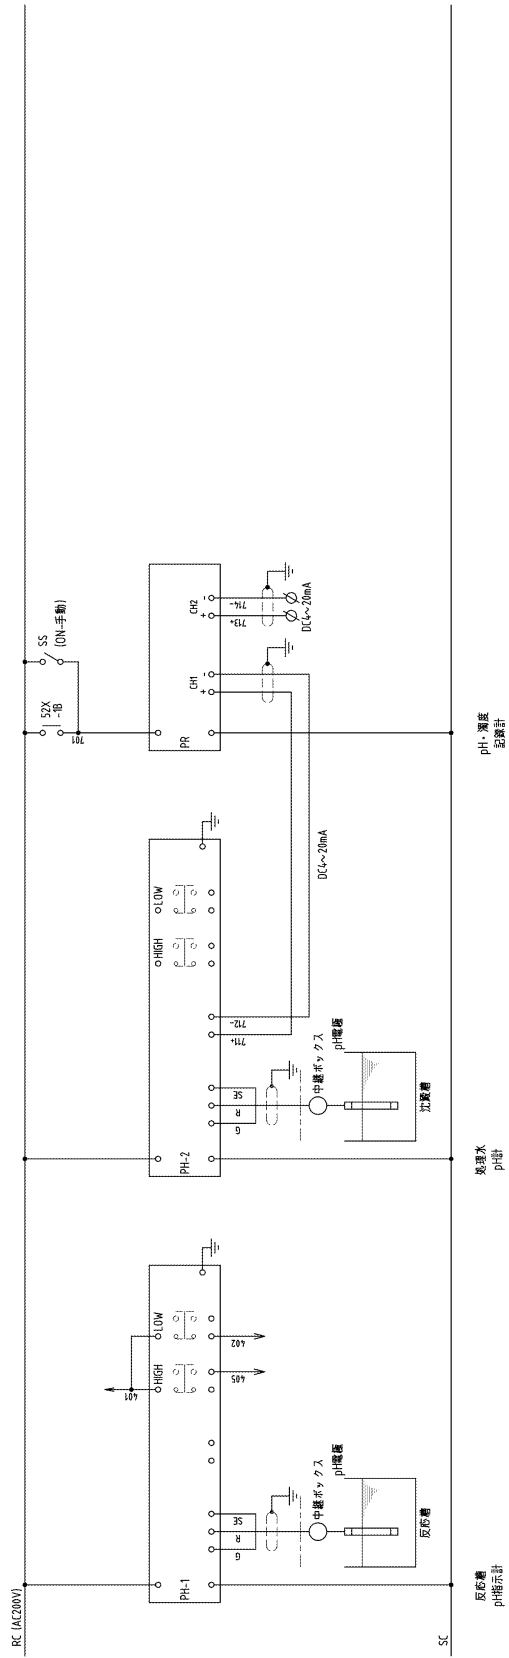 RC (AC200V)
SC
PH-1
HIGH
LOW
401
405
402
G
R
SE
中継ボックス
pH電極
反応槽
反応槽
pH指示計
PH-2
HIGH
LOW
G
R
SE
711+
712-
中継ボックス
pH電極
沈殿槽
DC4～20mA
処理水
pH計
52X
-1B
SS
(ON-手動)
701
PR
CH1
+
-
CH2
+
-
713+
714-
DC4～20mA
pH・濁度
記録計